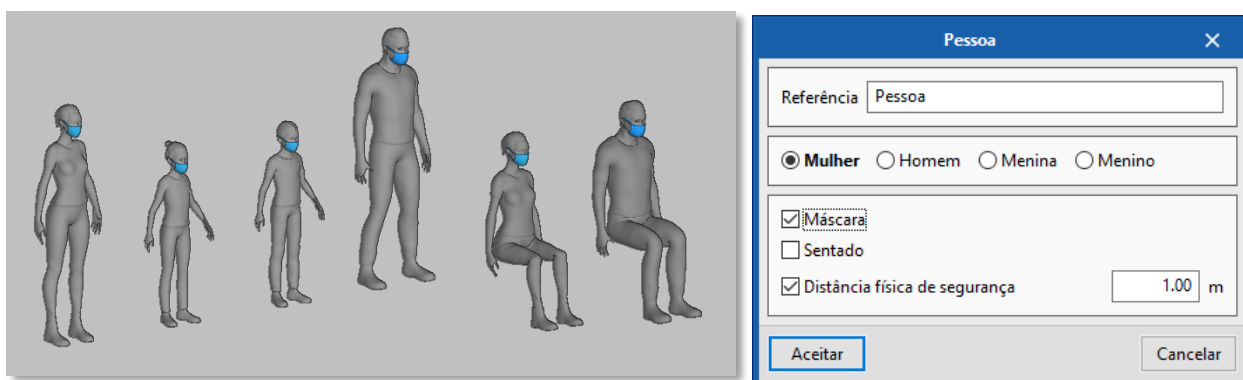 Pessoa
Referência Pessoa
Mulher Homem Menina Menino
Máscara
Sentado
Distância física de segurança 1.00 m
Aceitar Cancelar